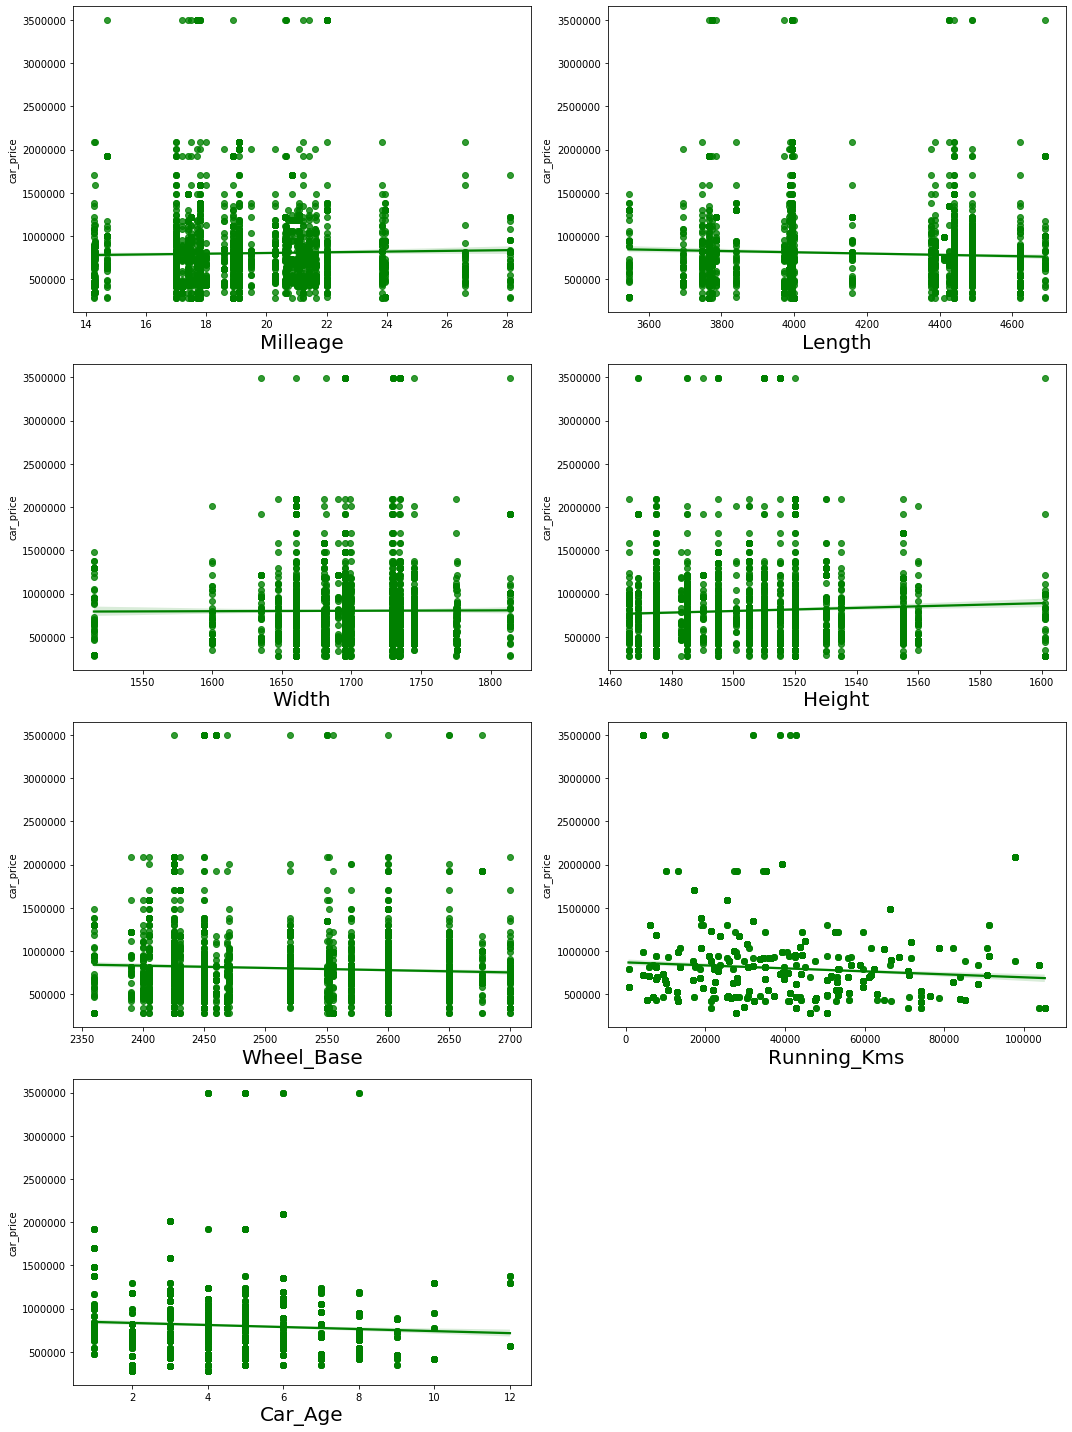 3500000
3000000
2500000
2000000
1500000
1000000
500000
car_price
14 16 18 20 22 24 26 28
Milleage
3500000
3000000
2500000
2000000
1500000
1000000
500000
car_price
3600 3800 4000 4200 4400 4600
Length
3500000
3000000
2500000
2000000
1500000
1000000
500000
car_price
1550 1600 1650 1700 1750 1800
Width
3500000
3000000
2500000
2000000
1500000
1000000
500000
car_price
1460 1480 1500 1520 1540 1560 1580 1600
Height
3500000
3000000
2500000
2000000
1500000
1000000
500000
car_price
2350 2400 2450 2500 2550 2600 2650 2700
Wheel_Base
3500000
3000000
2500000
2000000
1500000
1000000
500000
car_price
0 20000 40000 60000 80000 100000
Running_Kms
3500000
3000000
2500000
2000000
1500000
1000000
500000
car_price
2 4 6 8 10 12
Car_Age